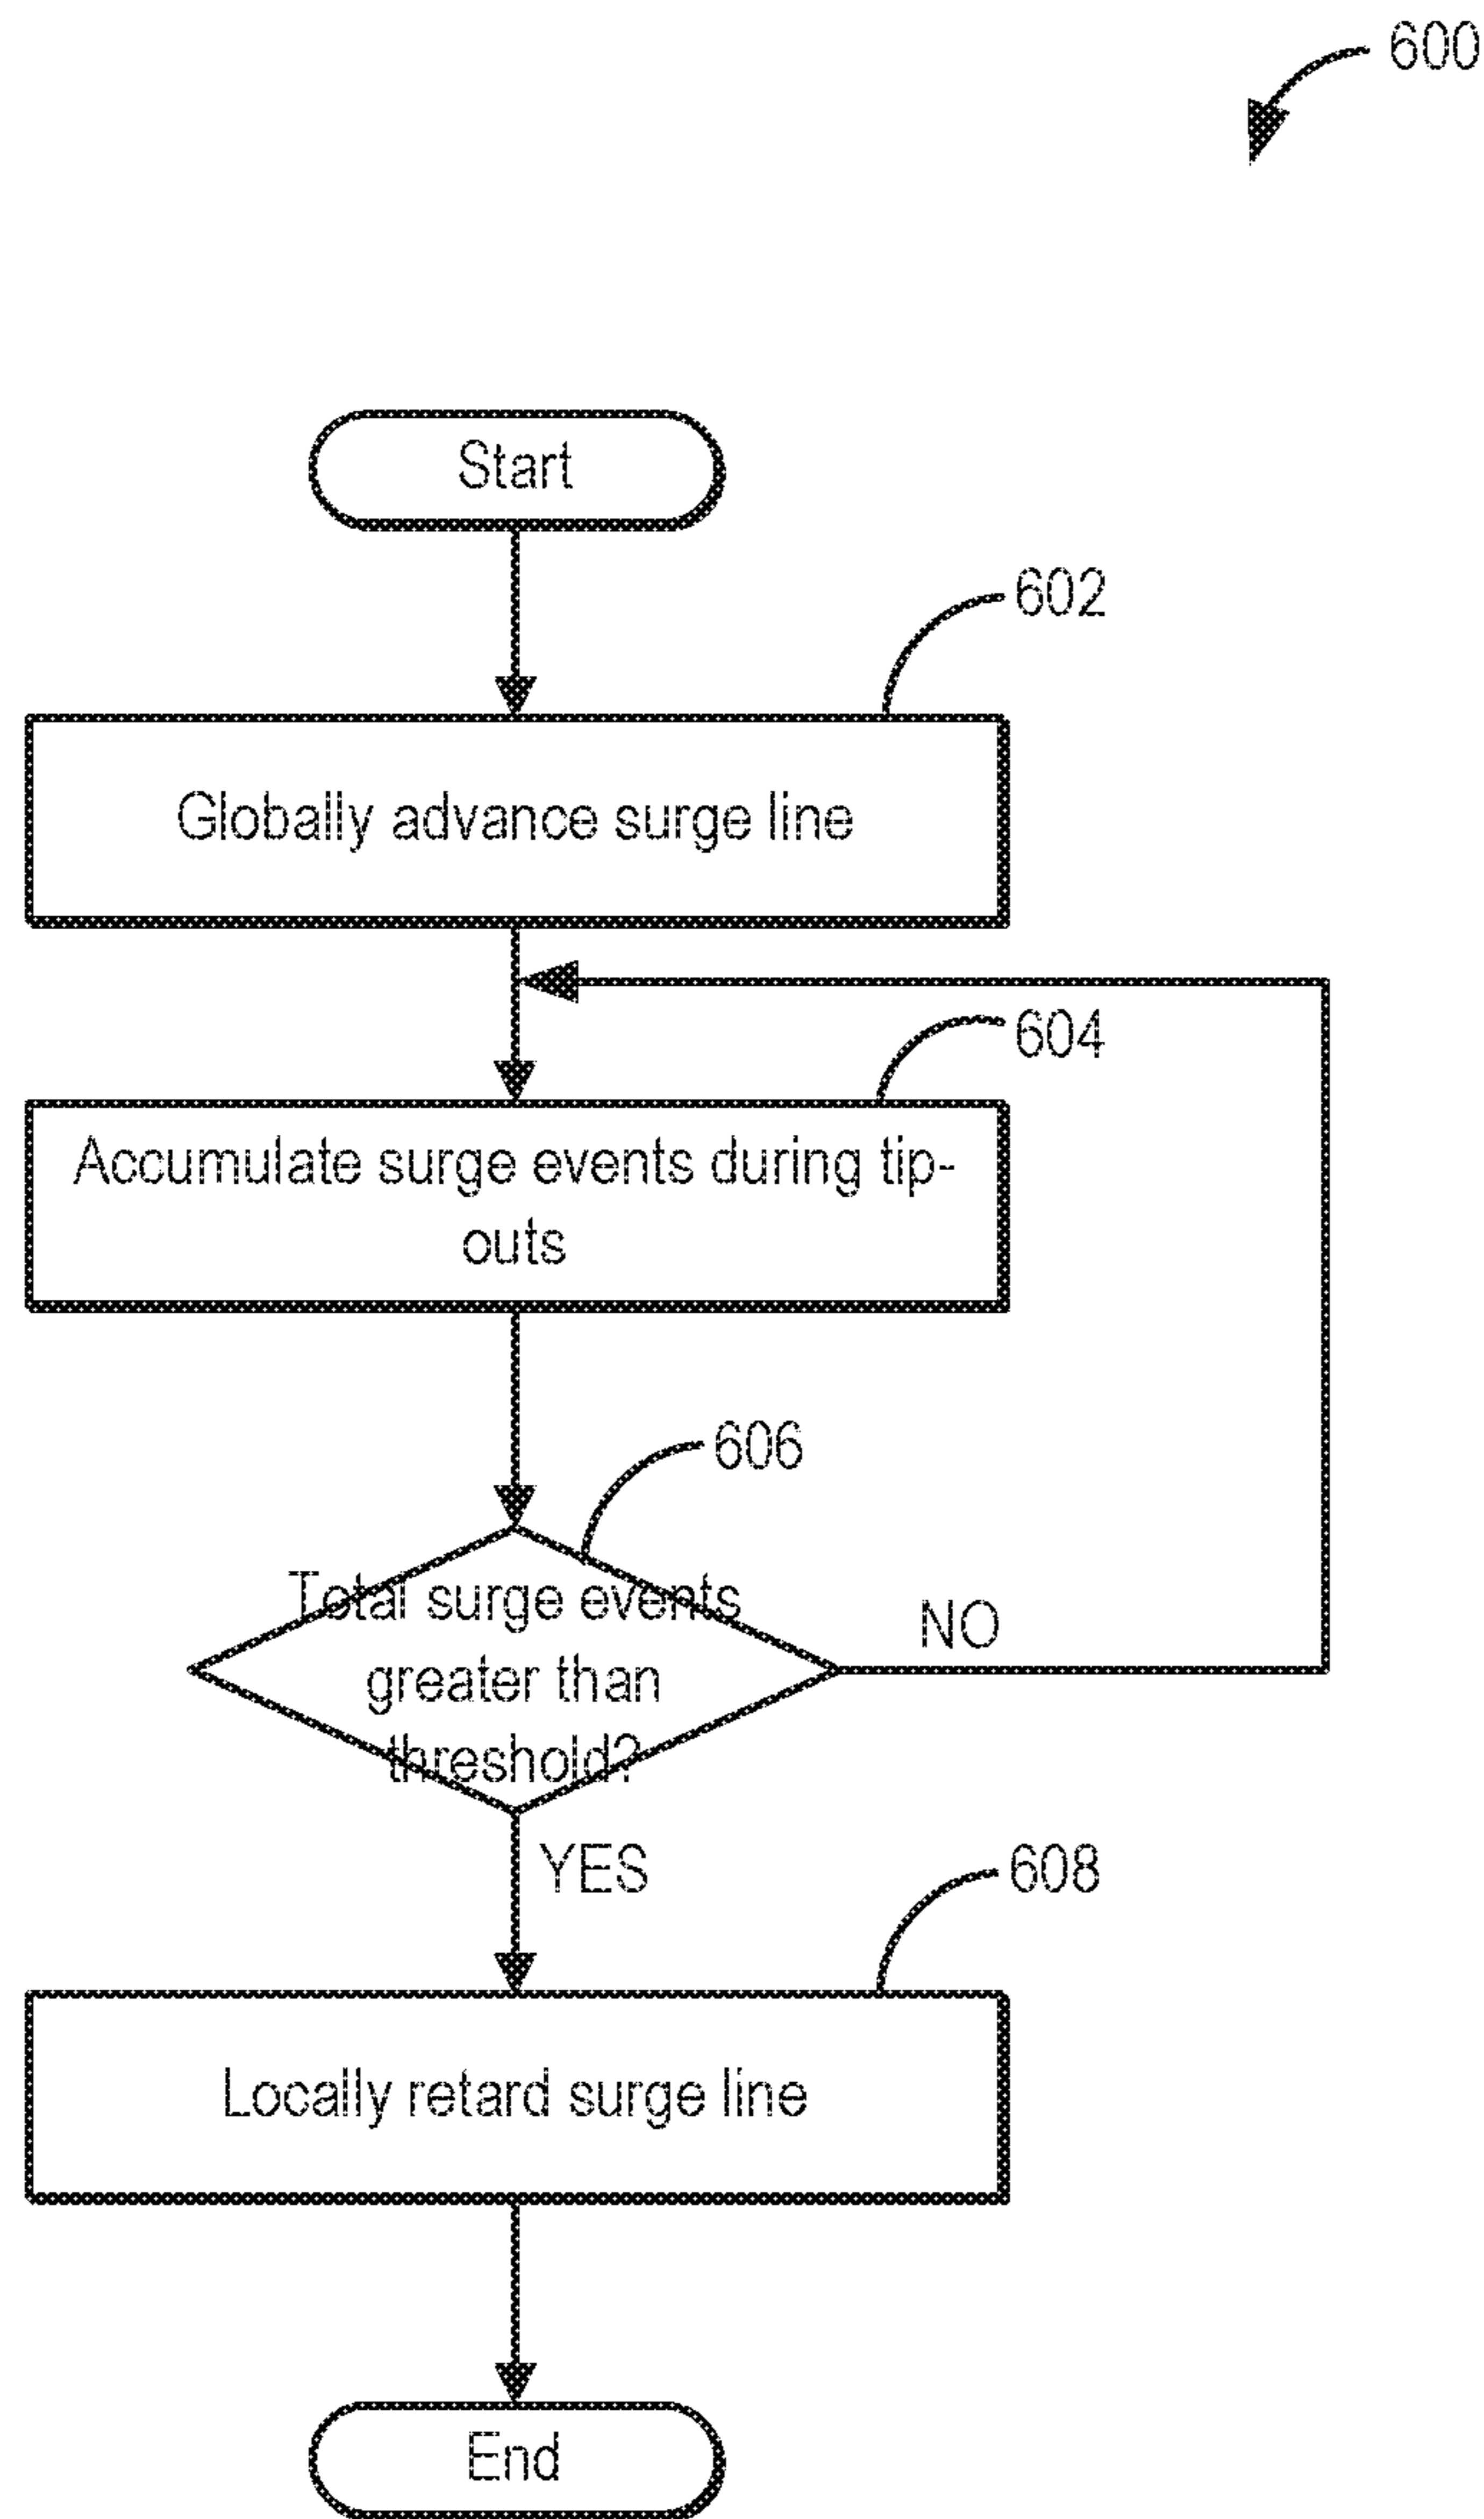 600
Start
602
Globally advance surge line
604
Accumulate surge events during tip-
outs
606
Total surge events
greater than
threshold?
NO
YES
608
Locally retard surge line
End